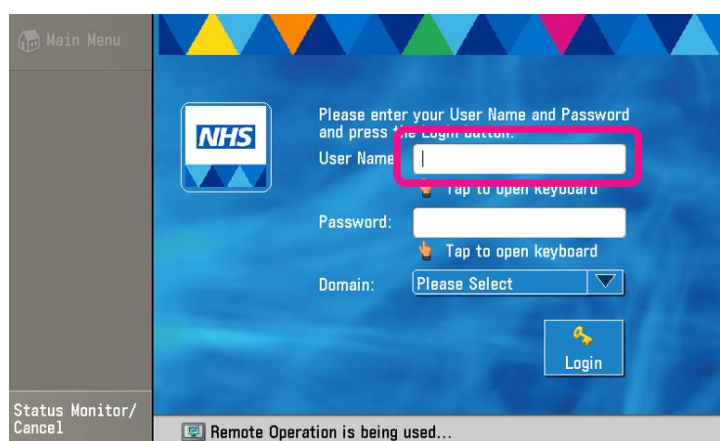 Main Menu
Please enter your User Name and Password
and press the Login button.
NHS
User Name
Tap to open keyboard
Password:
Tap to open keyboard
Domain:
Please Select
Login
Status Monitor/
Cancel
Remote Operation is being used...